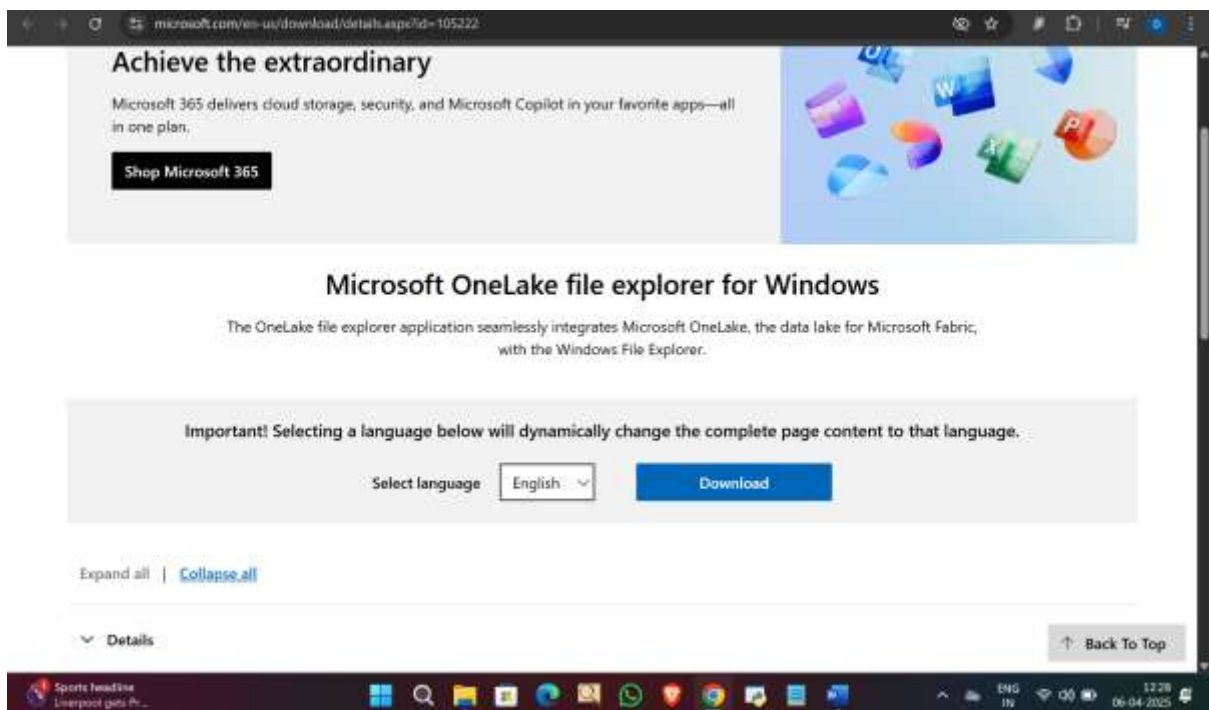 microsoft.com/en-us/download/details.aspx?id=105222
Achieve the extraordinary
Microsoft 365 delivers cloud storage, security, and Microsoft Copilot in your favorite apps—all
in one plan.
Shop Microsoft 365
Microsoft OneLake file explorer for Windows
The OneLake file explorer application seamlessly integrates Microsoft OneLake, the data lake for Microsoft Fabric,
with the Windows File Explorer.
Important! Selecting a language below will dynamically change the complete page content to that language.
Select language English Download
Expand all | Collapse all
Details
Back To Top
Sports headline
Liverpool gets Pr...
ENG
IN
12:28
06-04-2025